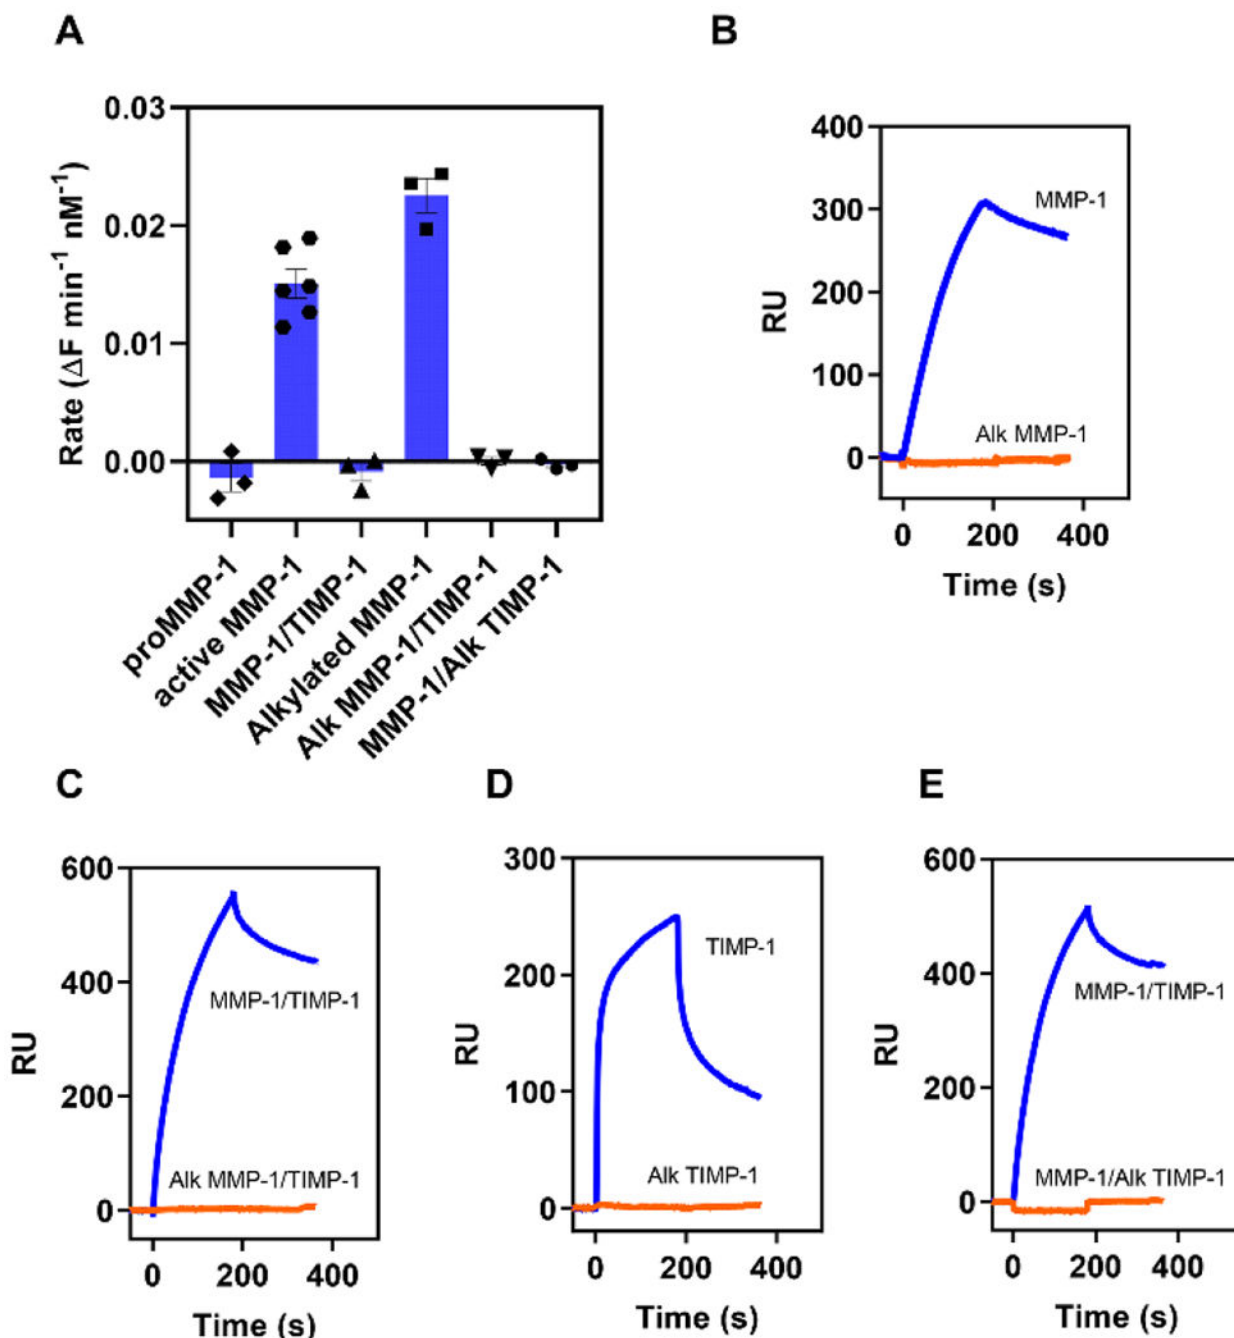 A
0.03
0.02
0.01
0.00
Rate (ΔF min⁻¹ nM⁻¹)
proMMP-1
active MMP-1
MMP-1/TIMP-1
Alkylated MMP-1
Alk MMP-1/TIMP-1
MMP-1/Alk TIMP-1
B
400
300
200
100
0
RU
MMP-1
Alk MMP-1
0 200 400
Time (s)
C
600
400
200
0
RU
MMP-1/TIMP-1
Alk MMP-1/TIMP-1
0 200 400
Time (s)
D
300
200
100
0
RU
TIMP-1
Alk TIMP-1
0 200 400
Time (s)
E
600
400
200
0
RU
MMP-1/TIMP-1
MMP-1/Alk TIMP-1
0 200 400
Time (s)